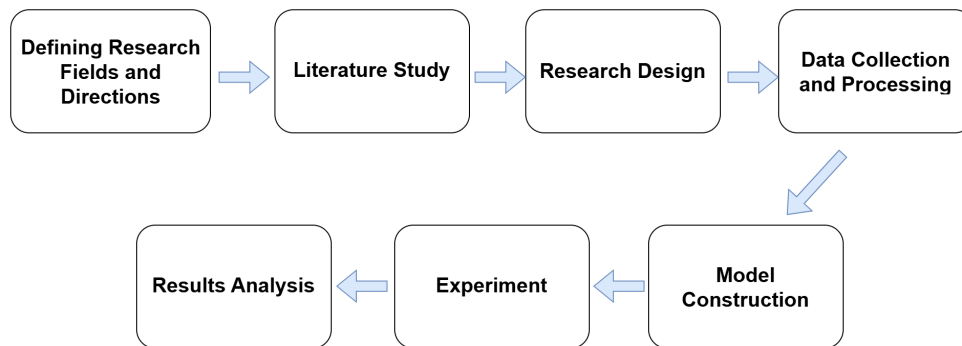 Defining Research
Fields and
Directions
Literature Study
Research Design
Data Collection
and Processing
Model
Construction
Experiment
Results Analysis